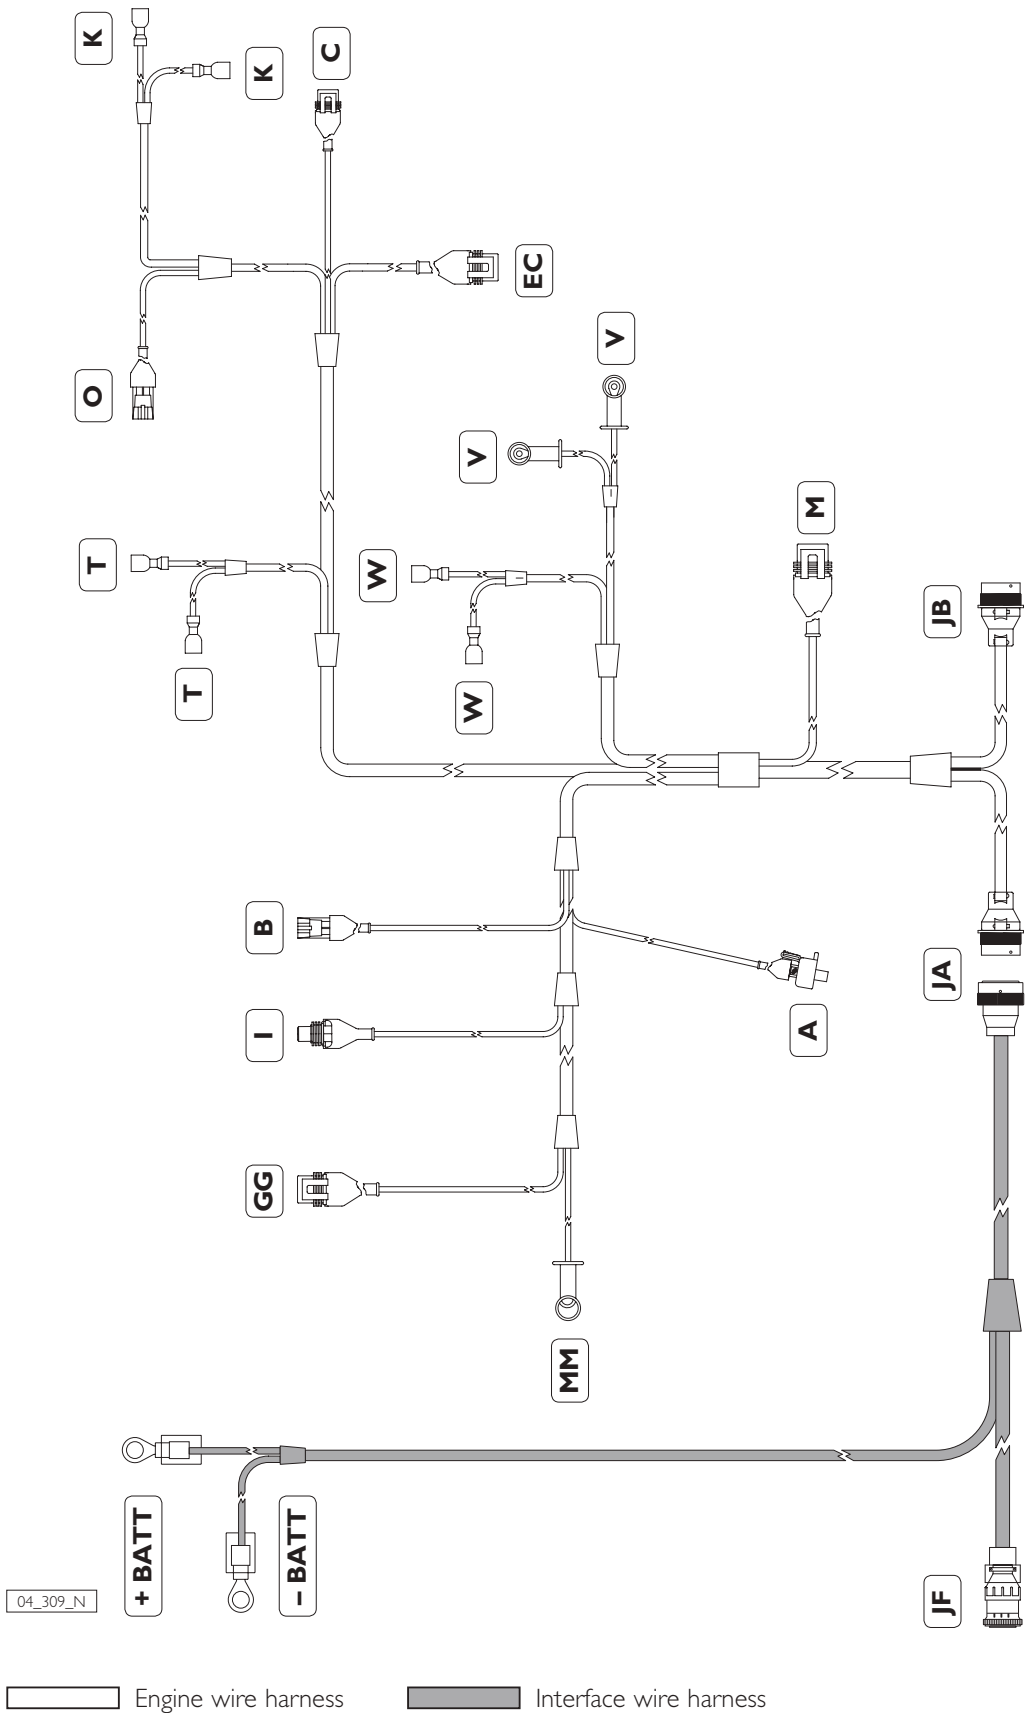 K
K
C
EC
O
V
V
M
T
W
JB
T
W
B
JA
I
A
GG
MM
+ BATT
– BATT
JF
04_309_N
Engine wire harness
Interface wire harness